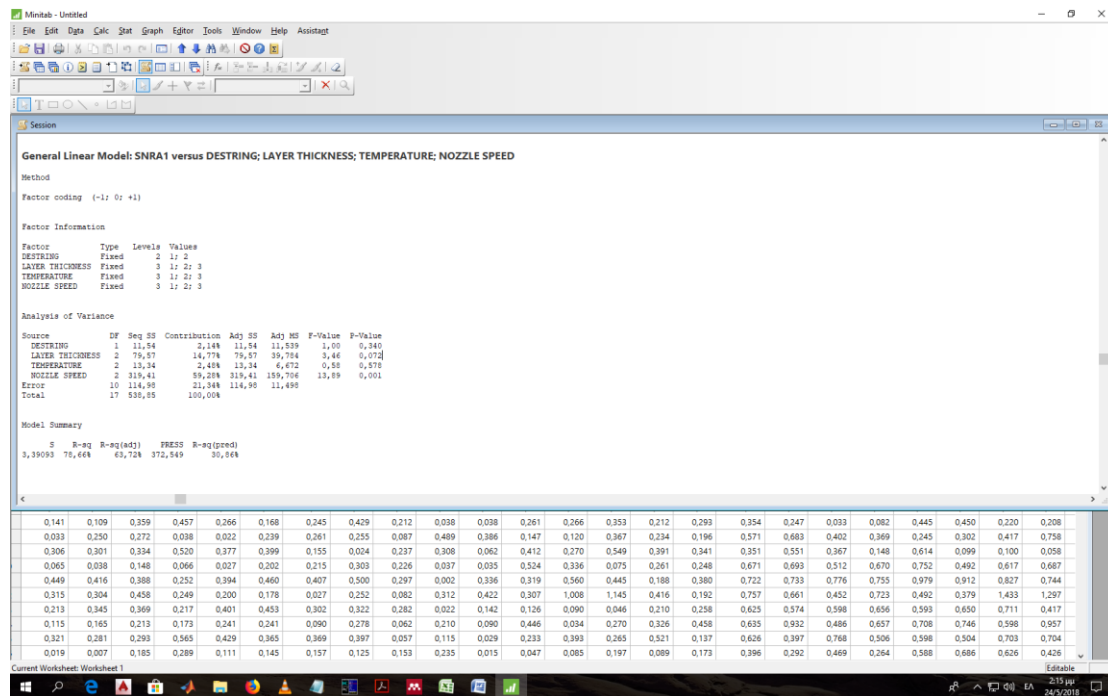 Minitab - Untitled
File Edit Data Calc Stat Graph Editor Tools Window Help Assistant
Session
General Linear Model: SNRA1 versus DESTRING; LAYER THICKNESS; TEMPERATURE; NOZZLE SPEED
Method
Factor coding (-1; 0; +1)
Factor Information
Factor Type Levels Values
DESTRING Fixed 2 1; 2
LAYER THICKNESS Fixed 3 1; 2; 3
TEMPERATURE Fixed 3 1; 2; 3
NOZZLE SPEED Fixed 3 1; 2; 3
Analysis of Variance
Source DF Seq SS Contribution Adj SS Adj MS F-Value P-Value
DESTRING 1 11,54 2,14% 11,54 11,539 1,00 0,340
LAYER THICKNESS 2 79,57 14,77% 79,57 39,784 3,46 0,072
TEMPERATURE 2 13,34 2,48% 13,34 6,672 0,58 0,578
NOZZLE SPEED 2 319,41 59,28% 319,41 159,706 13,89 0,001
Error 10 114,98 21,34% 114,98 11,498
Total 17 538,85 100,00%
Model Summary
S R-sq R-sq(adj) PRESS R-sq(pred)
3,39093 78,66% 63,72% 372,549 30,86%
0,141 0,109 0,359 0,457 0,266 0,168 0,245 0,429 0,212 0,038 0,038 0,261 0,266 0,353 0,212 0,293 0,354 0,247 0,033 0,082 0,445 0,450 0,220 0,208
0,033 0,250 0,272 0,038 0,022 0,239 0,261 0,255 0,087 0,489 0,386 0,147 0,120 0,367 0,234 0,196 0,571 0,683 0,402 0,369 0,245 0,302 0,417 0,758
0,306 0,301 0,334 0,520 0,377 0,399 0,155 0,024 0,237 0,308 0,062 0,412 0,270 0,549 0,391 0,341 0,351 0,551 0,367 0,148 0,614 0,099 0,100 0,058
0,065 0,038 0,148 0,066 0,027 0,202 0,215 0,303 0,226 0,037 0,035 0,524 0,336 0,075 0,261 0,248 0,671 0,693 0,512 0,670 0,752 0,492 0,617 0,687
0,449 0,416 0,388 0,252 0,394 0,460 0,407 0,500 0,297 0,002 0,336 0,319 0,560 0,445 0,188 0,380 0,722 0,733 0,776 0,755 0,979 0,912 0,827 0,744
0,315 0,304 0,458 0,249 0,200 0,178 0,027 0,252 0,082 0,312 0,422 0,307 1,008 1,145 0,416 0,192 0,757 0,661 0,452 0,723 0,492 0,379 1,433 1,297
0,213 0,345 0,369 0,217 0,401 0,453 0,302 0,322 0,282 0,022 0,142 0,126 0,090 0,046 0,210 0,258 0,625 0,574 0,598 0,656 0,593 0,650 0,711 0,417
0,115 0,165 0,213 0,173 0,241 0,241 0,090 0,278 0,062 0,210 0,090 0,446 0,034 0,270 0,326 0,458 0,635 0,932 0,486 0,657 0,708 0,746 0,598 0,957
0,321 0,281 0,293 0,565 0,429 0,365 0,369 0,397 0,057 0,115 0,029 0,233 0,393 0,265 0,521 0,137 0,626 0,397 0,768 0,506 0,598 0,504 0,703 0,704
0,019 0,007 0,185 0,289 0,111 0,145 0,157 0,125 0,153 0,235 0,015 0,047 0,085 0,197 0,089 0,173 0,396 0,292 0,469 0,264 0,588 0,686 0,626 0,426
Current Worksheet: Worksheet 1
Editable
ΕΛ
2:15 μμ
24/5/2018